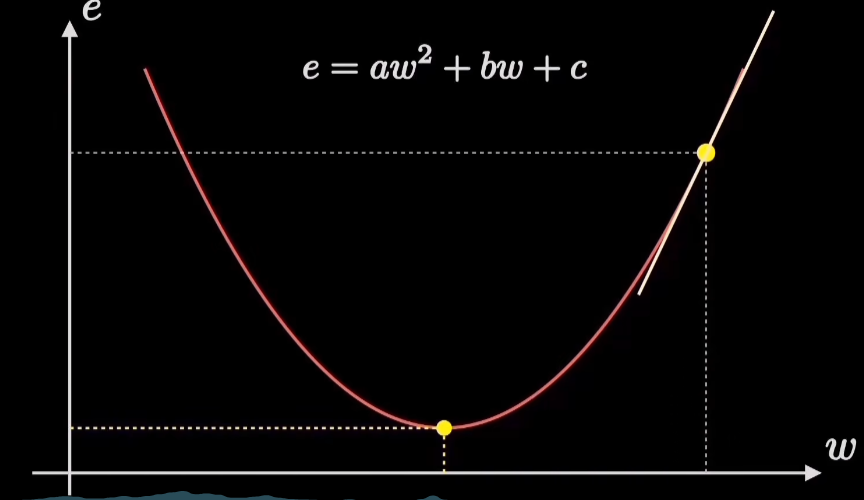 e
e = aw² + bw + c
w